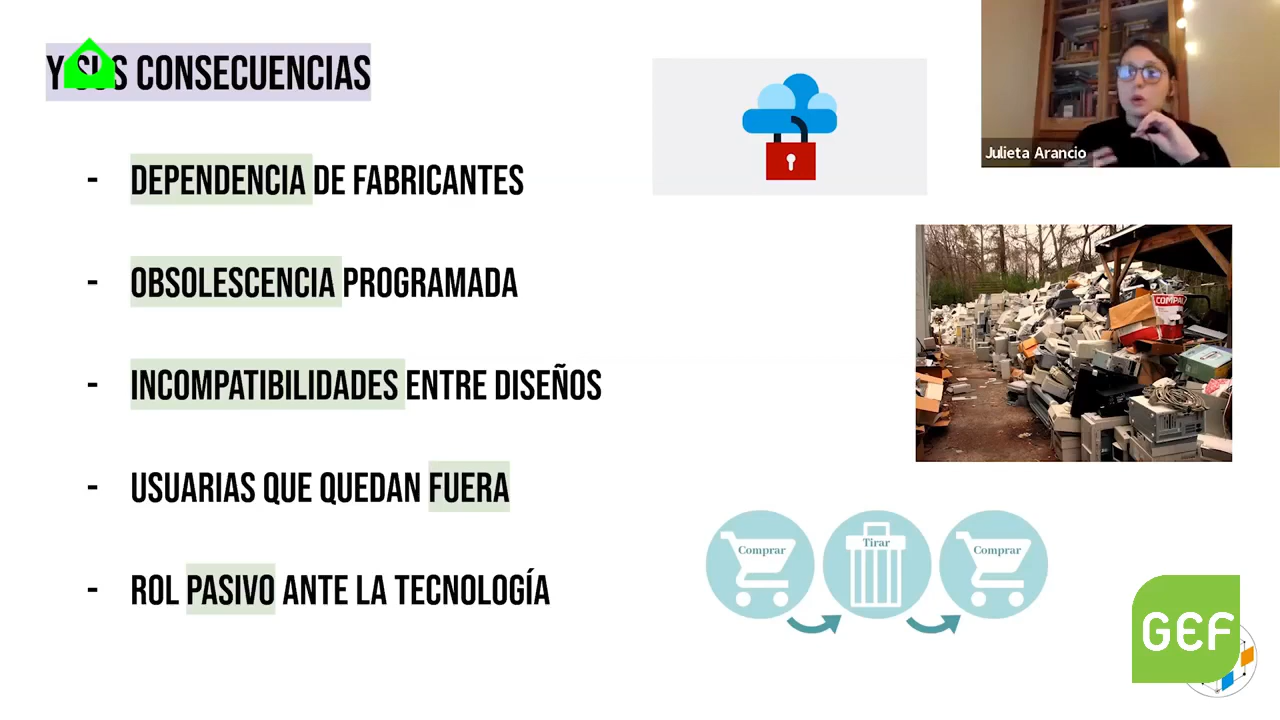 Y SUS CONSECUENCIAS
- DEPENDENCIA DE FABRICANTES
- OBSOLESCENCIA PROGRAMADA
- INCOMPATIBILIDADES ENTRE DISEÑOS
- USUARIAS QUE QUEDAN FUERA
- ROL PASIVO ANTE LA TECNOLOGÍA
Julieta Arancio
Comprar
Tirar
Comprar
GEF